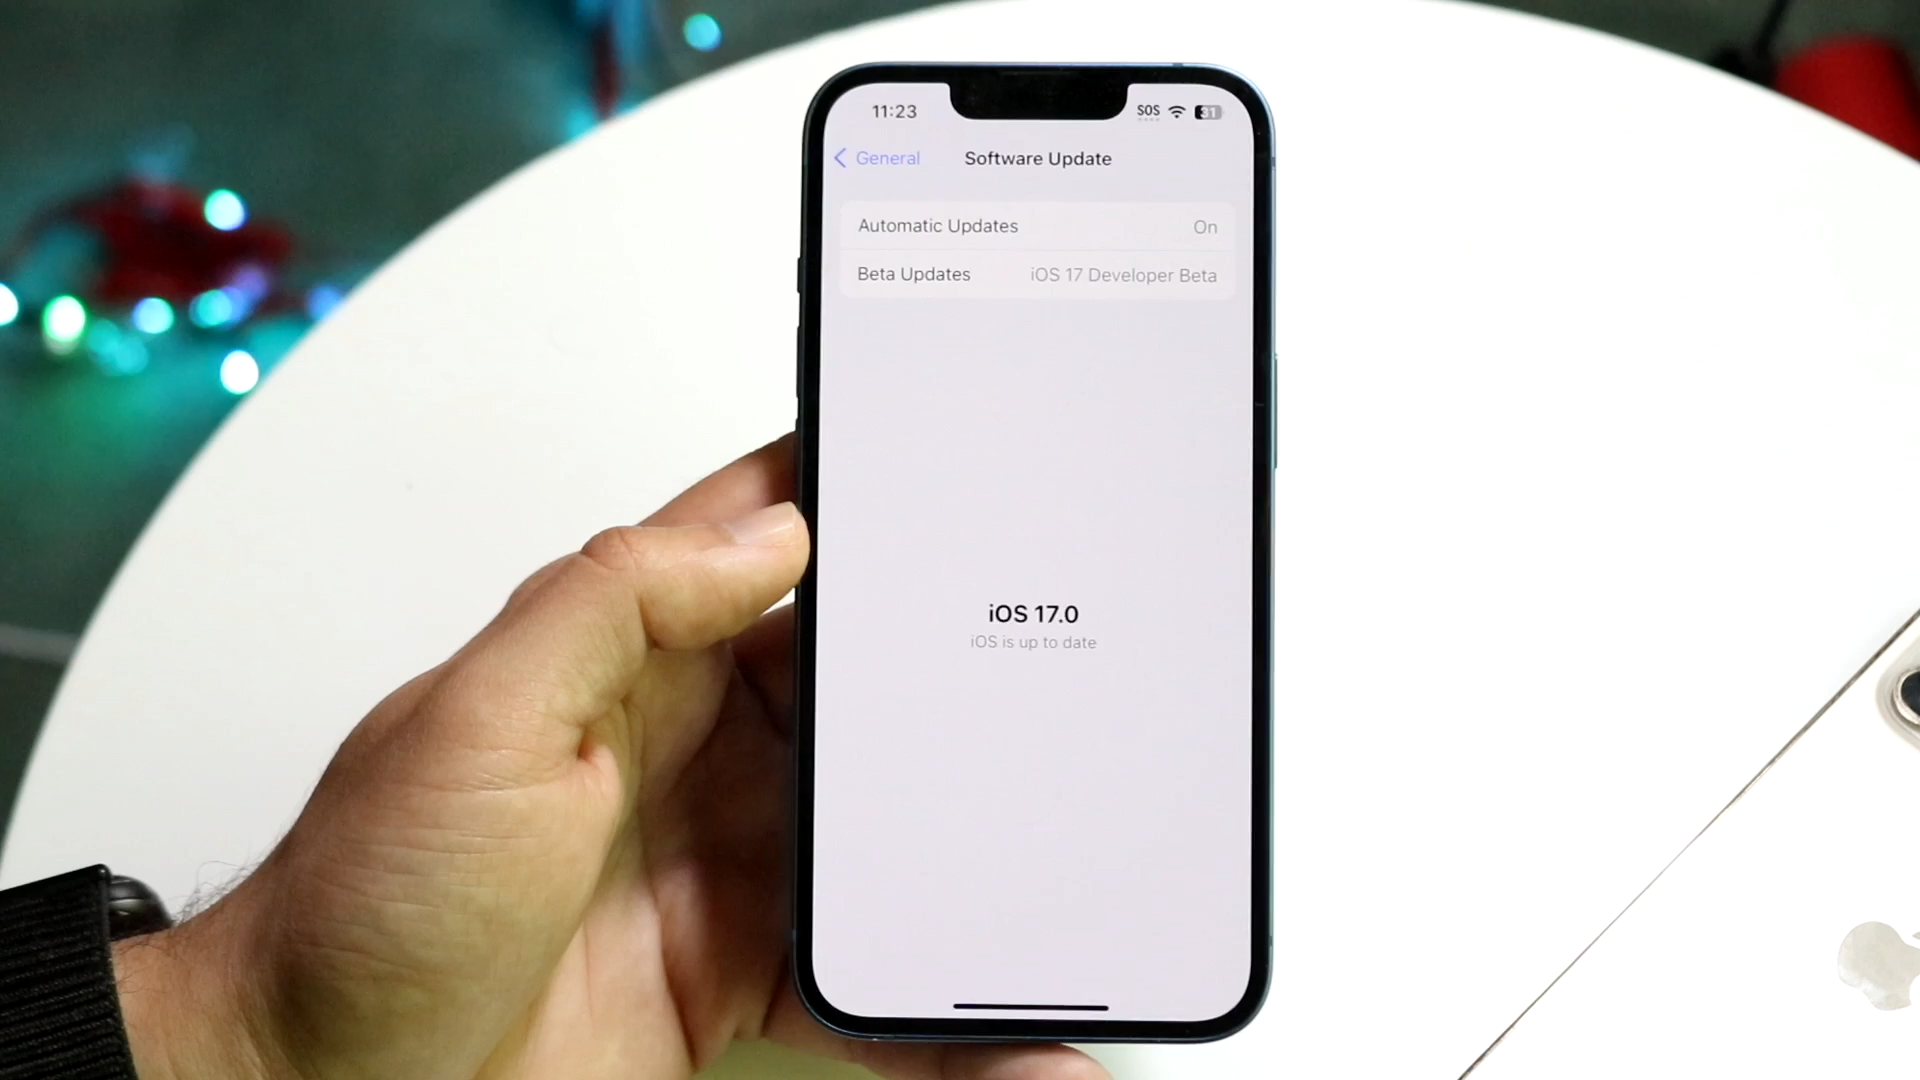 11:23 SOS 31
General Software Update
Automatic Updates On
Beta Updates iOS 17 Developer Beta
iOS 17.0
iOS is up to date